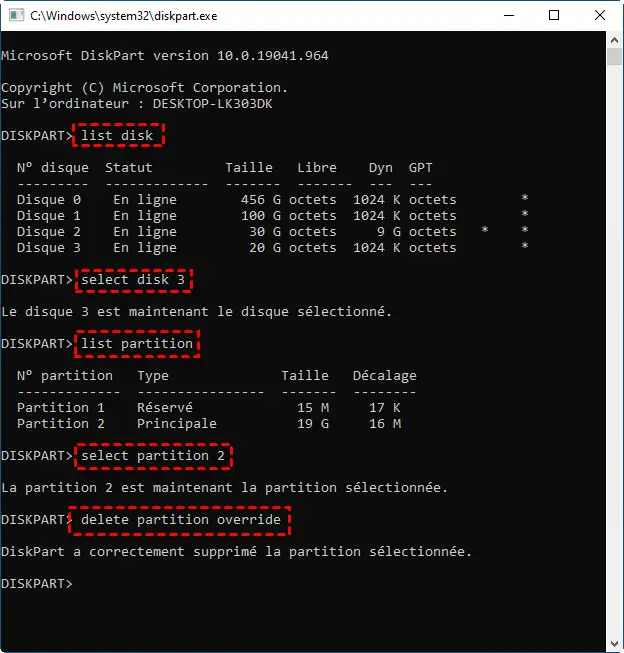 C:\Windows\system32\diskpart.exe
Microsoft DiskPart version 10.0.19041.964
Copyright (C) Microsoft Corporation.
Sur l’ordinateur : DESKTOP-LK303DK
DISKPART> list disk
N° disque  Statut         Taille   Libre    Dyn  GPT
---------  -------------  -------  -------  ---  ---
Disque 0    En ligne        456 G octets  1024 K octets        *
Disque 1    En ligne        100 G octets  1024 K octets        *
Disque 2    En ligne         30 G octets     9 G octets   *    *
Disque 3    En ligne         20 G octets  1024 K octets        *
DISKPART> select disk 3
Le disque 3 est maintenant le disque sélectionné.
DISKPART> list partition
N° partition   Type              Taille   Décalage
-------------  ----------------  -------  --------
Partition 1    Réservé             15 M     17 K
Partition 2    Principale          19 G     16 M
DISKPART> select partition 2
La partition 2 est maintenant la partition sélectionnée.
DISKPART> delete partition override
DiskPart a correctement supprimé la partition sélectionnée.
DISKPART>